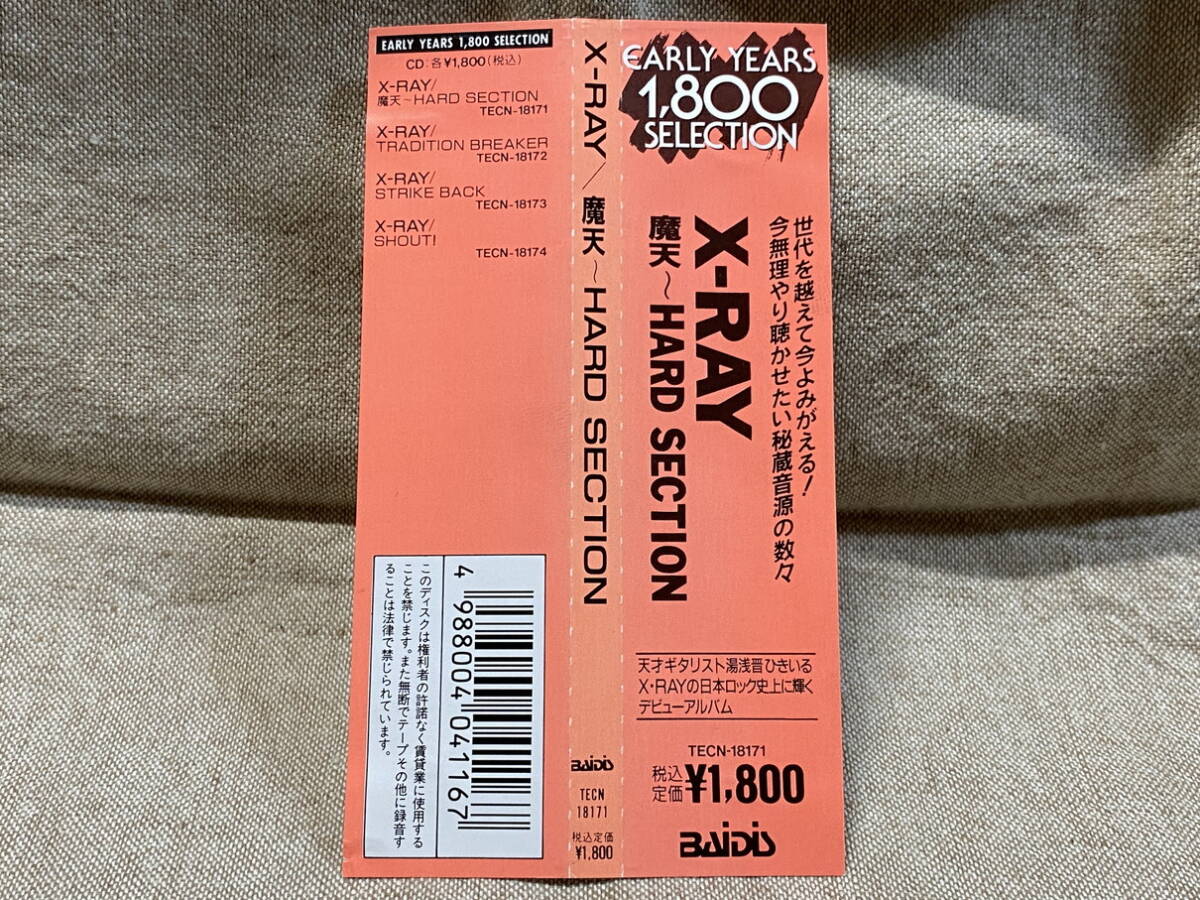 EARLY YEARS 1,800 SELECTION
CD:各¥1,800(税込)
X-RAY/
魔天~HARD SECTION
TECN-18171
X-RAY/
TRADITION BREAKER
TECN-18172
X-RAY/
STRIKE BACK
TECN-18173
X-RAY/
SHOUT!
TECN-18174
4 988004 041167
このディスクは権利者の許諾なく賃貸業に使用する
ことを禁じます。また無断でテープその他に録音す
ることは法律で禁じられています。
X-RAY/魔天~HARD SECTION
BAIDIS
TECN
18171
税込定価
¥1,800
EARLY YEARS
1,800
SELECTION
世代を越えて今よみがえる!
今無理やり聴かせたい秘蔵音源の数々
X-RAY
魔天~HARD SECTION
天才ギタリスト湯浅晋ひきいる
X・RAYの日本ロック史上に輝く
デビューアルバム
TECN-18171
税込
定価
¥1,800
BAIDIS